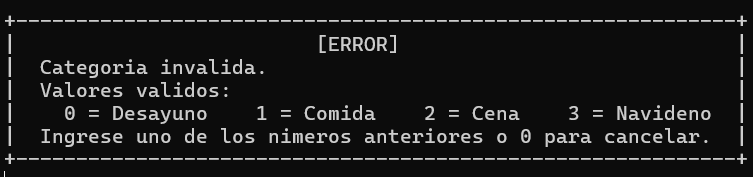 [ERROR]
Categoria invalida.
Valores validos:
0 = Desayuno    1 = Comida    2 = Cena    3 = Navideno
Ingrese uno de los nimeros anteriores o 0 para cancelar.